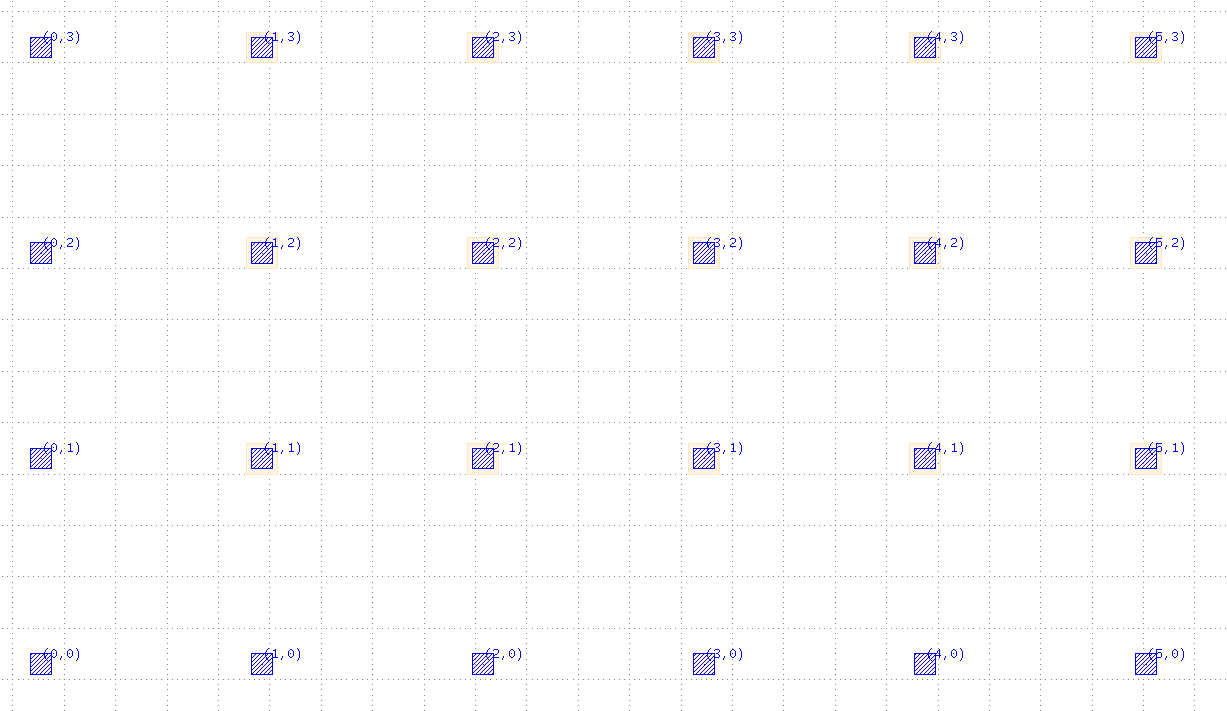 (0,3) (1,3) (2,3) (3,3) (4,3) (5,3)
(0,2) (1,2) (2,2) (3,2) (4,2) (5,2)
(0,1) (1,1) (2,1) (3,1) (4,1) (5,1)
(0,0) (1,0) (2,0) (3,0) (4,0) (5,0)